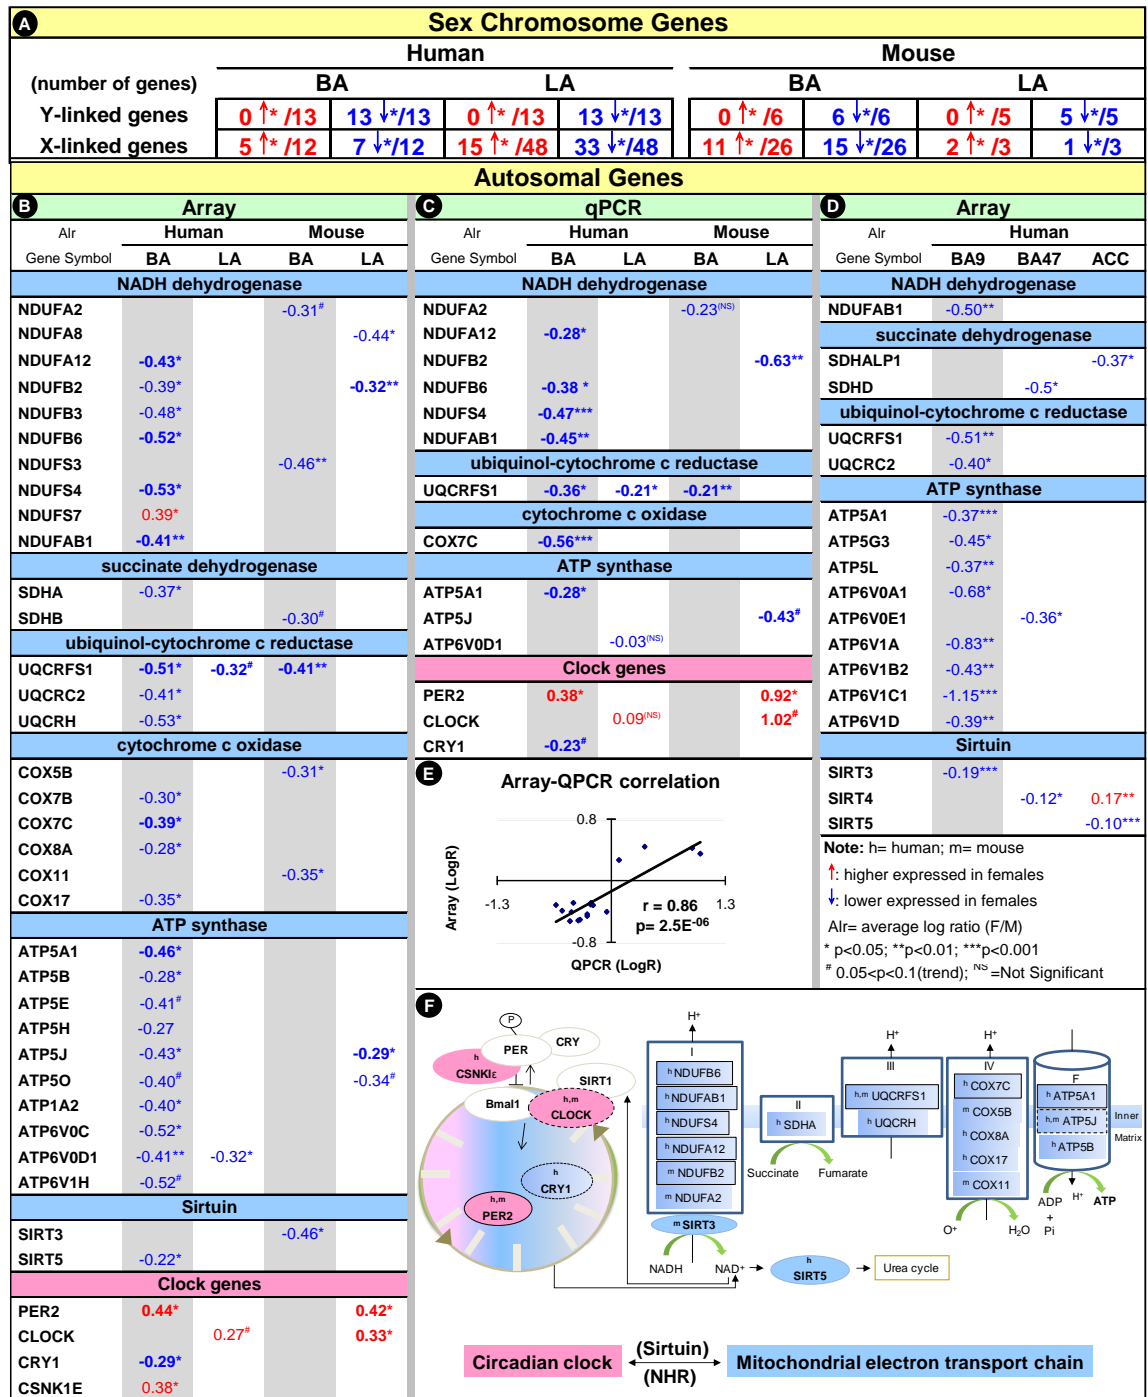 A Sex Chromosome Genes
Human Mouse
(number of genes) BA LA BA LA
Y-linked genes 0 ↑* /13 13 ↓*/13 0 ↑* /13 13 ↓*/13 0 ↑* /6 6 ↓*/6 0 ↑* /5 5 ↓*/5
X-linked genes 5 ↑* /12 7 ↓*/12 15 ↑* /48 33 ↓*/48 11 ↑* /26 15 ↓*/26 2 ↑* /3 1 ↓*/3
Autosomal Genes
B Array
Alr Human Mouse
Gene Symbol BA LA BA LA
NADH dehydrogenase
NDUFA2 -0.31#
NDUFA8 -0.44*
NDUFA12 -0.43*
NDUFB2 -0.39* -0.32**
NDUFB3 -0.48*
NDUFB6 -0.52*
NDUFS3 -0.46**
NDUFS4 -0.53*
NDUFS7 0.39*
NDUFAB1 -0.41**
succinate dehydrogenase
SDHA -0.37*
SDHB -0.30#
ubiquinol-cytochrome c reductase
UQCRFS1 -0.51* -0.32# -0.41**
UQCRC2 -0.41*
UQCRH -0.53*
cytochrome c oxidase
COX5B -0.31*
COX7B -0.30*
COX7C -0.39*
COX8A -0.28*
COX11 -0.35*
COX17 -0.35*
ATP synthase
ATP5A1 -0.46*
ATP5B -0.28*
ATP5E -0.41#
ATP5H -0.27
ATP5J -0.43* -0.29*
ATP5O -0.40# -0.34#
ATP1A2 -0.40*
ATP6V0C -0.52*
ATP6V0D1 -0.41** -0.32*
ATP6V1H -0.52#
Sirtuin
SIRT3 -0.46*
SIRT5 -0.22*
Clock genes
PER2 0.44* 0.42*
CLOCK 0.27# 0.33*
CRY1 -0.29*
CSNK1E 0.38*
C qPCR
Alr Human Mouse
Gene Symbol BA LA BA LA
NADH dehydrogenase
NDUFA2 -0.23(NS)
NDUFA12 -0.28*
NDUFB2 -0.63**
NDUFB6 -0.38 *
NDUFS4 -0.47***
NDUFAB1 -0.45**
ubiquinol-cytochrome c reductase
UQCRFS1 -0.36* -0.21* -0.21**
cytochrome c oxidase
COX7C -0.56***
ATP synthase
ATP5A1 -0.28*
ATP5J -0.43#
ATP6V0D1 -0.03(NS)
Clock genes
PER2 0.38* 0.92*
CLOCK 0.09(NS) 1.02#
CRY1 -0.23#
D Array
Alr Human
Gene Symbol BA9 BA47 ACC
NADH dehydrogenase
NDUFAB1 -0.50**
succinate dehydrogenase
SDHALP1 -0.37*
SDHD -0.5*
ubiquinol-cytochrome c reductase
UQCRFS1 -0.51**
UQCRC2 -0.40*
ATP synthase
ATP5A1 -0.37***
ATP5G3 -0.45*
ATP5L -0.37**
ATP6V0A1 -0.68*
ATP6V0E1 -0.36*
ATP6V1A -0.83**
ATP6V1B2 -0.43**
ATP6V1C1 -1.15***
ATP6V1D -0.39**
Sirtuin
SIRT3 -0.19***
SIRT4 -0.12* 0.17**
SIRT5 -0.10***
Note: h= human; m= mouse
↑: higher expressed in females
↓: lower expressed in females
Alr= average log ratio (F/M)
* p<0.05; **p<0.01; ***p<0.001
# 0.05<p<0.1(trend); NS =Not Significant
E Array-QPCR correlation
0.8
-1.3 1.3
-0.8
Array (LogR)
r = 0.86
p= 2.5E-06
QPCR (LogR)
F
P
PER
CRY
h
CSNKIε
SIRT1
Bmal1
h,m
CLOCK
h
CRY1
h,m
PER2
H+
I
h NDUFB6
h NDUFAB1
h NDUFS4
h NDUFA12
m NDUFB2
m NDUFA2
m SIRT3
NADH NAD+
II
h SDHA
Succinate Fumarate
H+
III
h,m UQCRFS1
h UQCRH
H+
IV
h COX7C
m COX5B
h COX8A
h COX17
m COX11
O+ H2O
F
h ATP5A1
h,m ATP5J
h ATP5B
H+
ADP
+
Pi
ATP
Inner
Matrix
h
SIRT5
Urea cycle
Circadian clock
(Sirtuin)
(NHR)
Mitochondrial electron transport chain